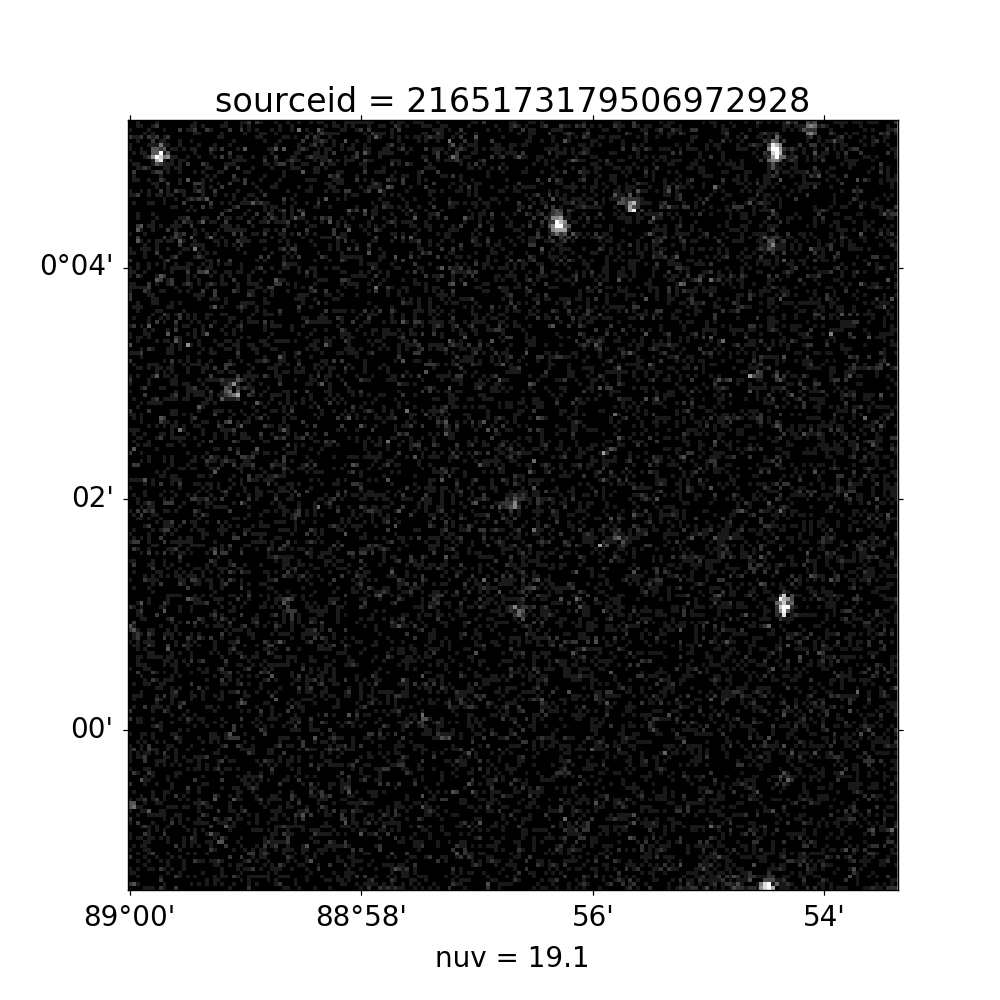 sourceid = 2165173179506972928
0°04'
02'
00'
89°00' 88°58' 56' 54'
nuv = 19.1